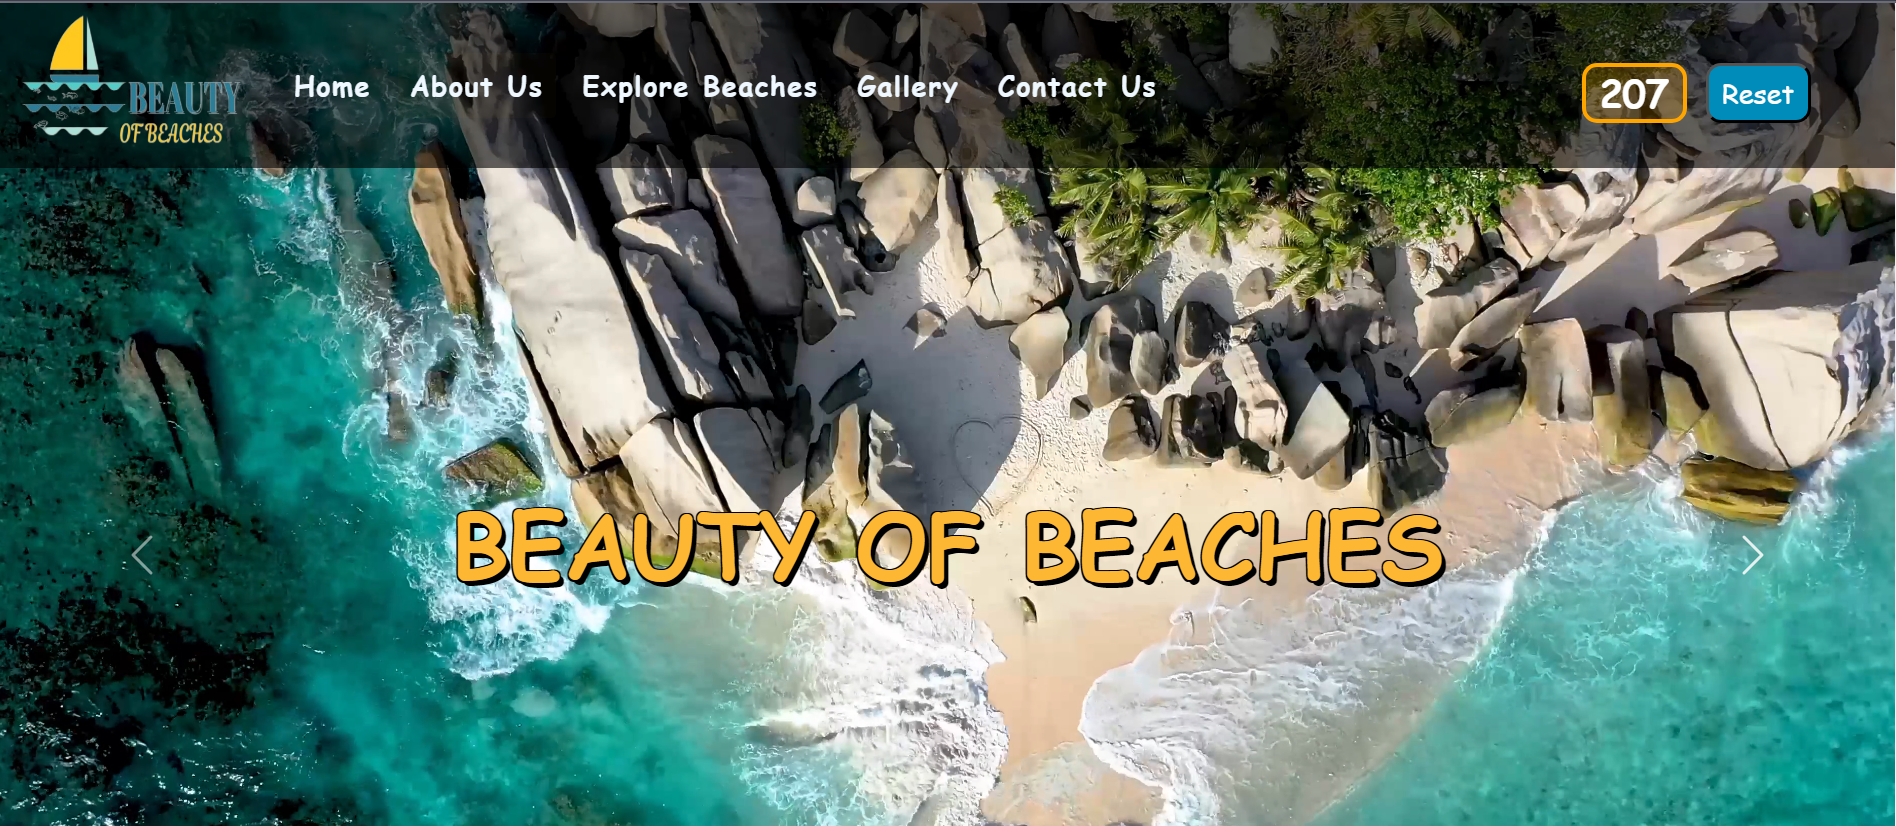 BEAUTY
OF BEACHES
Home About Us Explore Beaches Gallery Contact Us
207 Reset
BEAUTY OF BEACHES